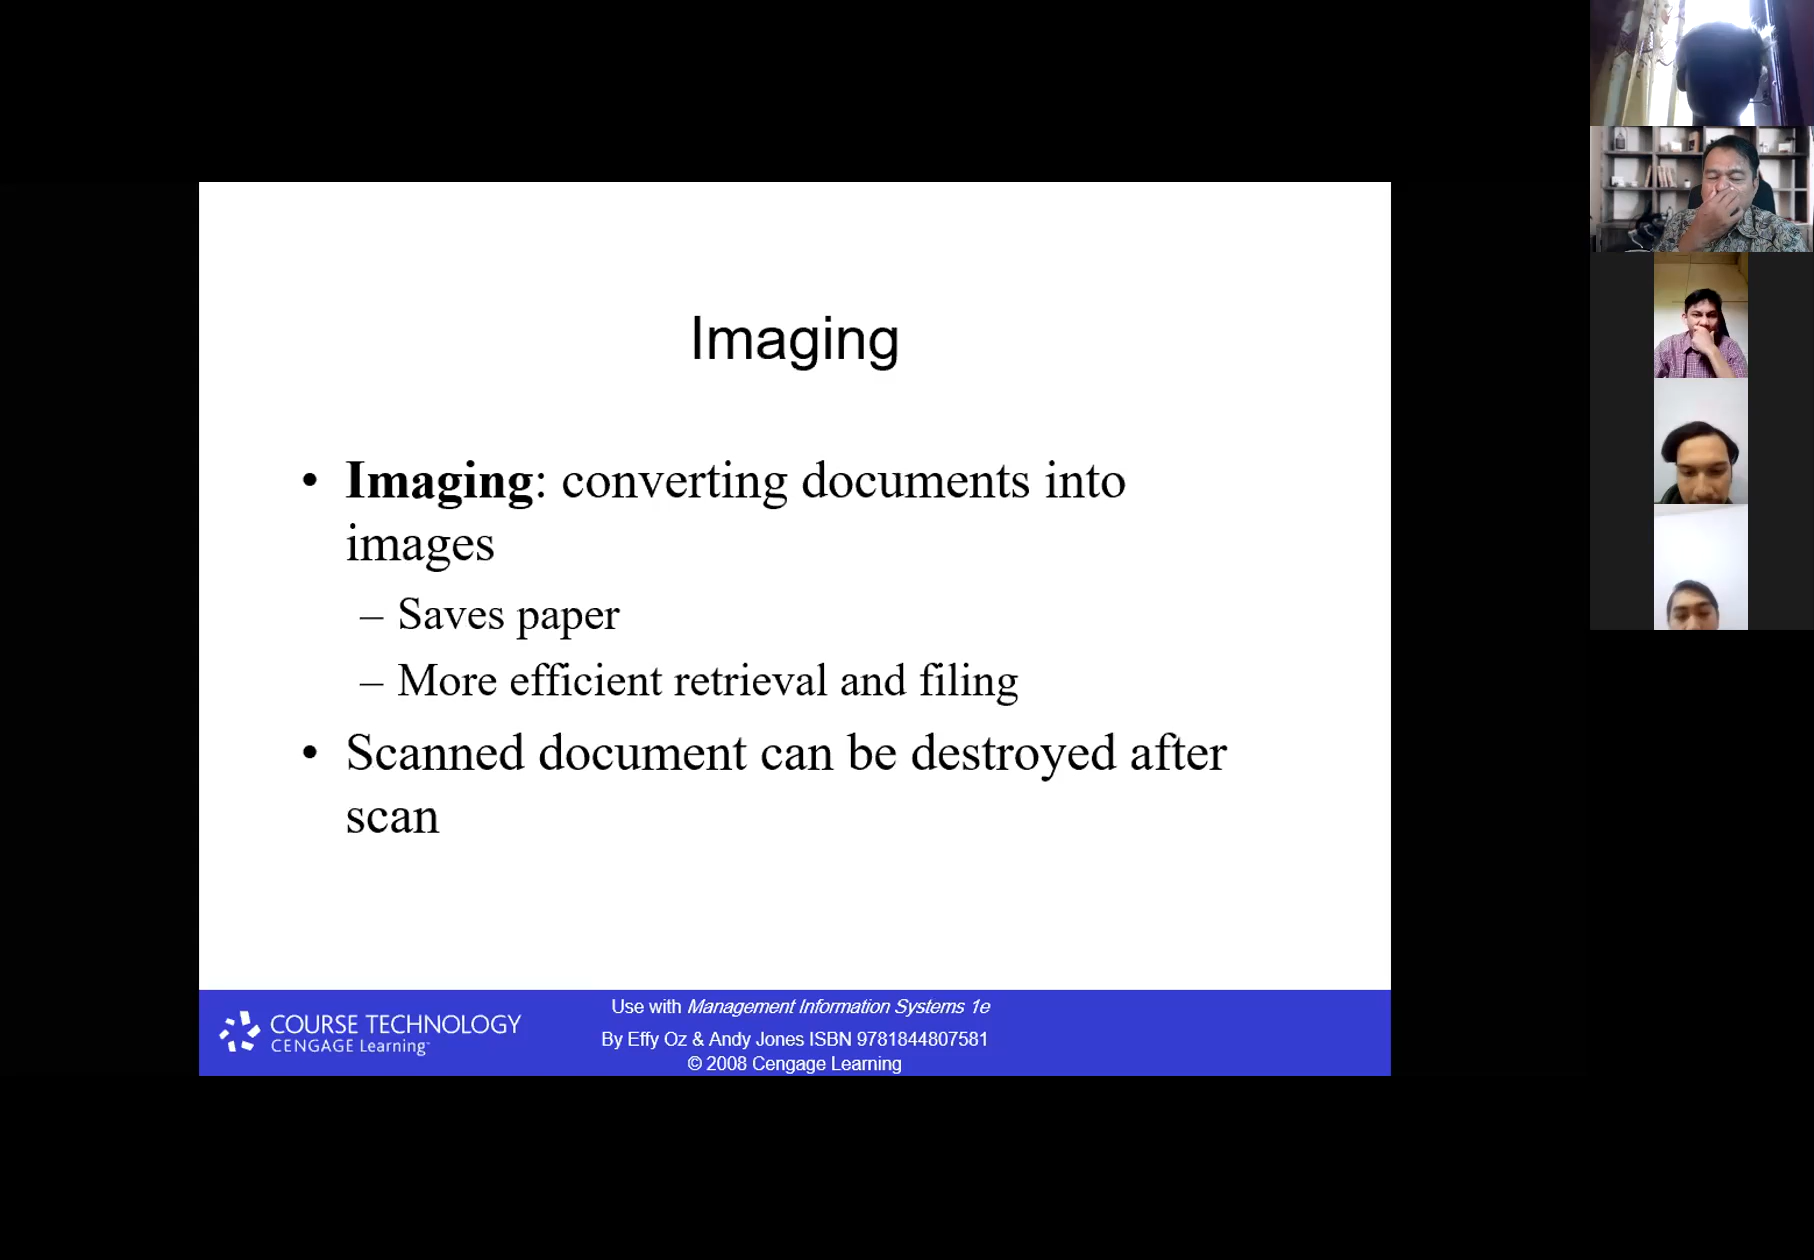 Imaging
• Imaging: converting documents into
images
– Saves paper
– More efficient retrieval and filing
• Scanned document can be destroyed after
scan
COURSE TECHNOLOGY
CENGAGE Learning™
Use with Management Information Systems 1e
By Effy Oz & Andy Jones ISBN 9781844807581
© 2008 Cengage Learning